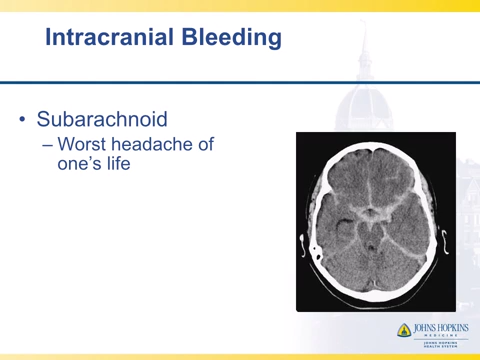 Intracranial Bleeding
• Subarachnoid
– Worst headache of
one's life
JOHNS HOPKINS
MEDICINE
JOHNS HOPKINS
HEALTH SYSTEM